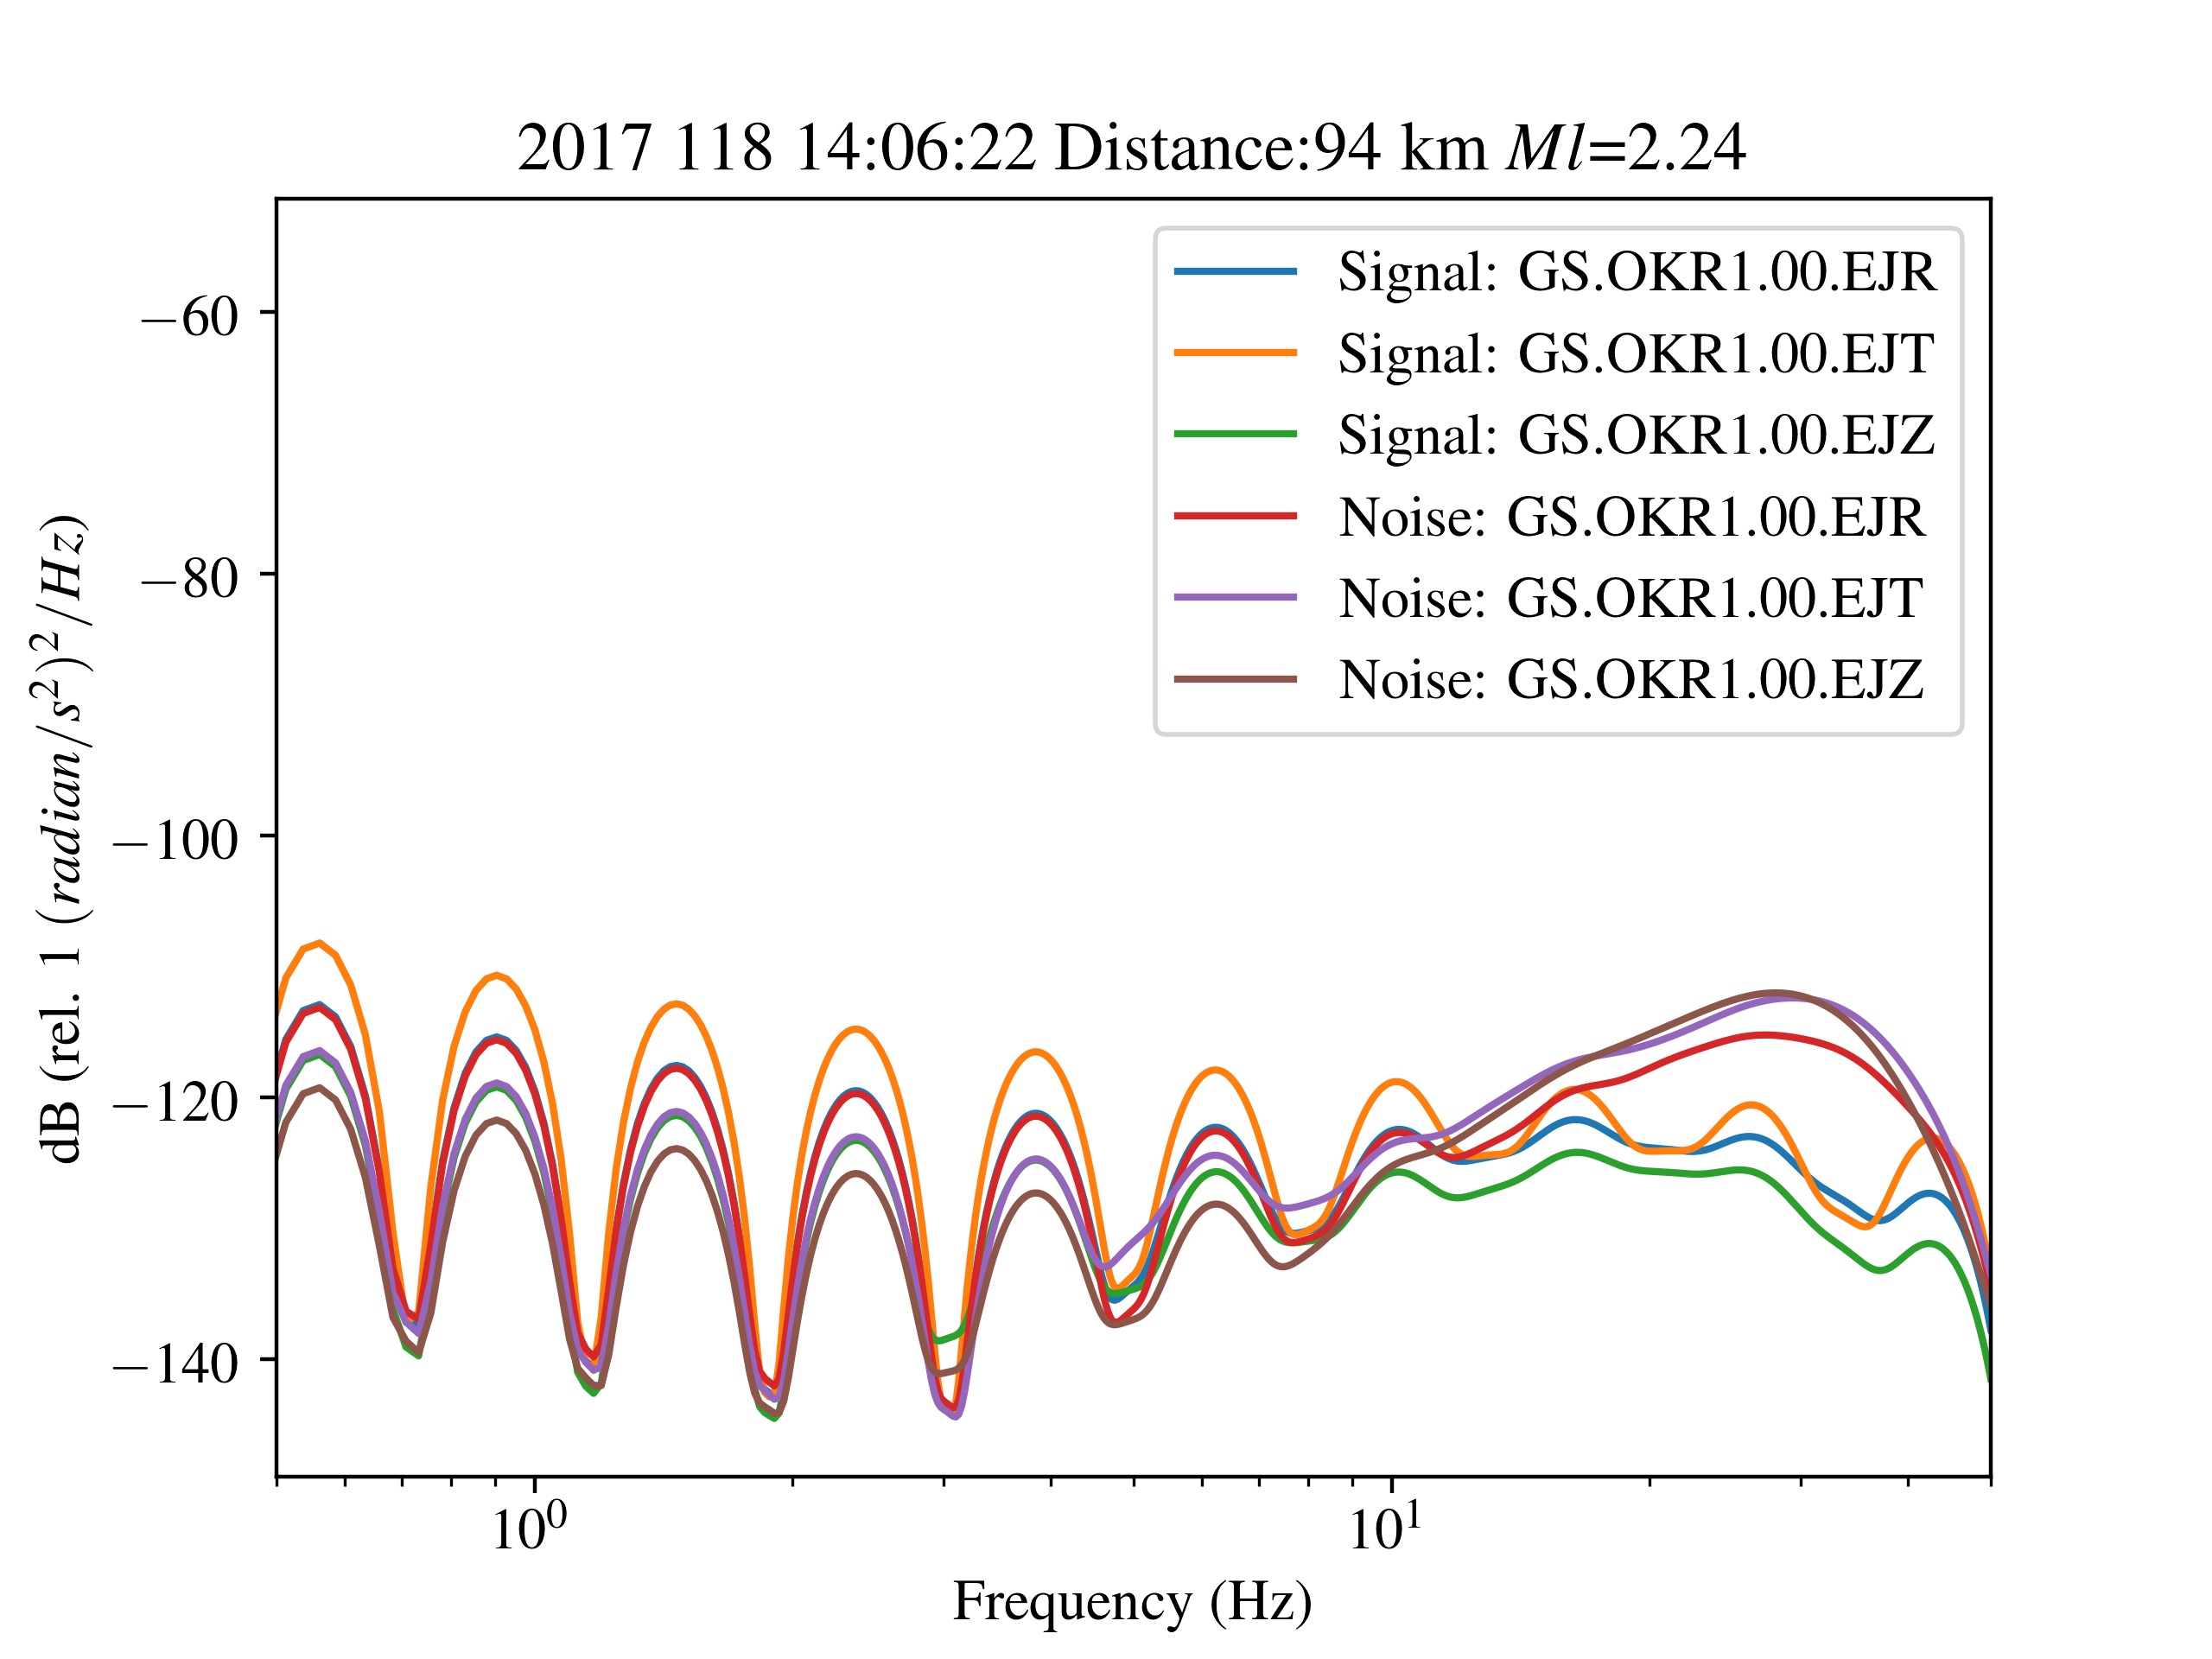 2017 118 14:06:22 Distance:94 km Ml=2.24
Signal: GS.OKR1.00.EJR
Signal: GS.OKR1.00.EJT
Signal: GS.OKR1.00.EJZ
Noise: GS.OKR1.00.EJR
Noise: GS.OKR1.00.EJT
Noise: GS.OKR1.00.EJZ
dB (rel. 1 (radian/s²)²/Hz)
−60
−80
−100
−120
−140
10⁰ 10¹
Frequency (Hz)